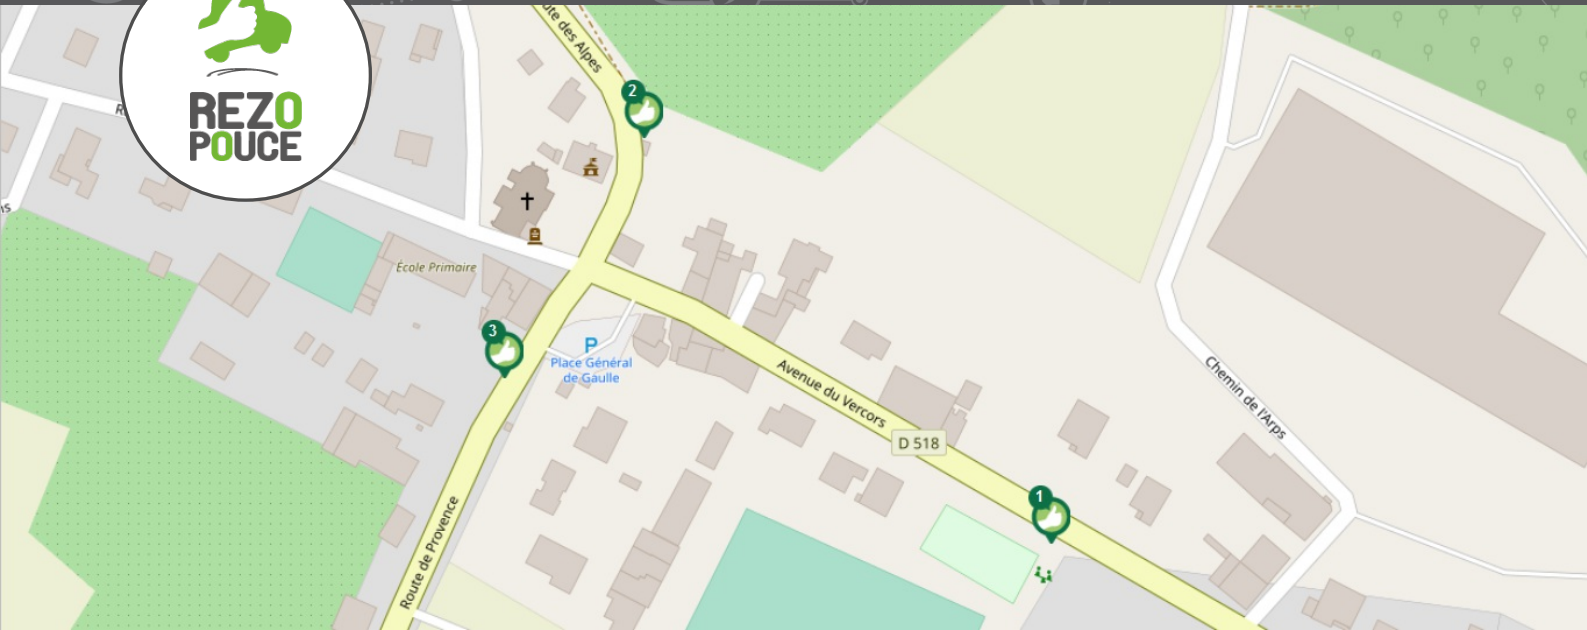 REZO
POUCE
te des Alpes
2
École Primaire
3
P
Place Général
de Gaulle
Avenue du Vercors
D 518
Chemin de l'Arps
1
Route de Provence